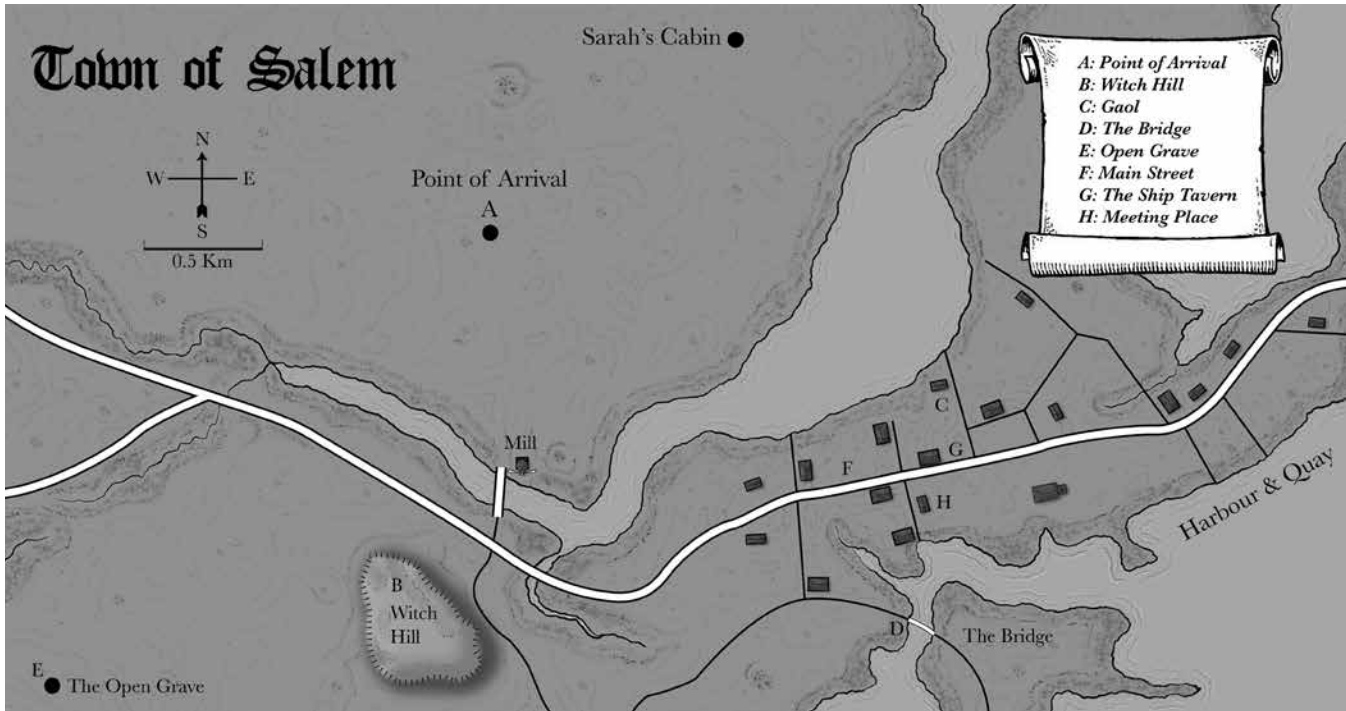 Town of Salem
Sarah's Cabin
A: Point of Arrival
B: Witch Hill
C: Gaol
D: The Bridge
E: Open Grave
F: Main Street
G: The Ship Tavern
H: Meeting Place
N
W E
S
0.5 Km
Point of Arrival
A
C
Mill
F
G
H
Harbour & Quay
B
Witch
Hill
D
The Bridge
E
The Open Grave